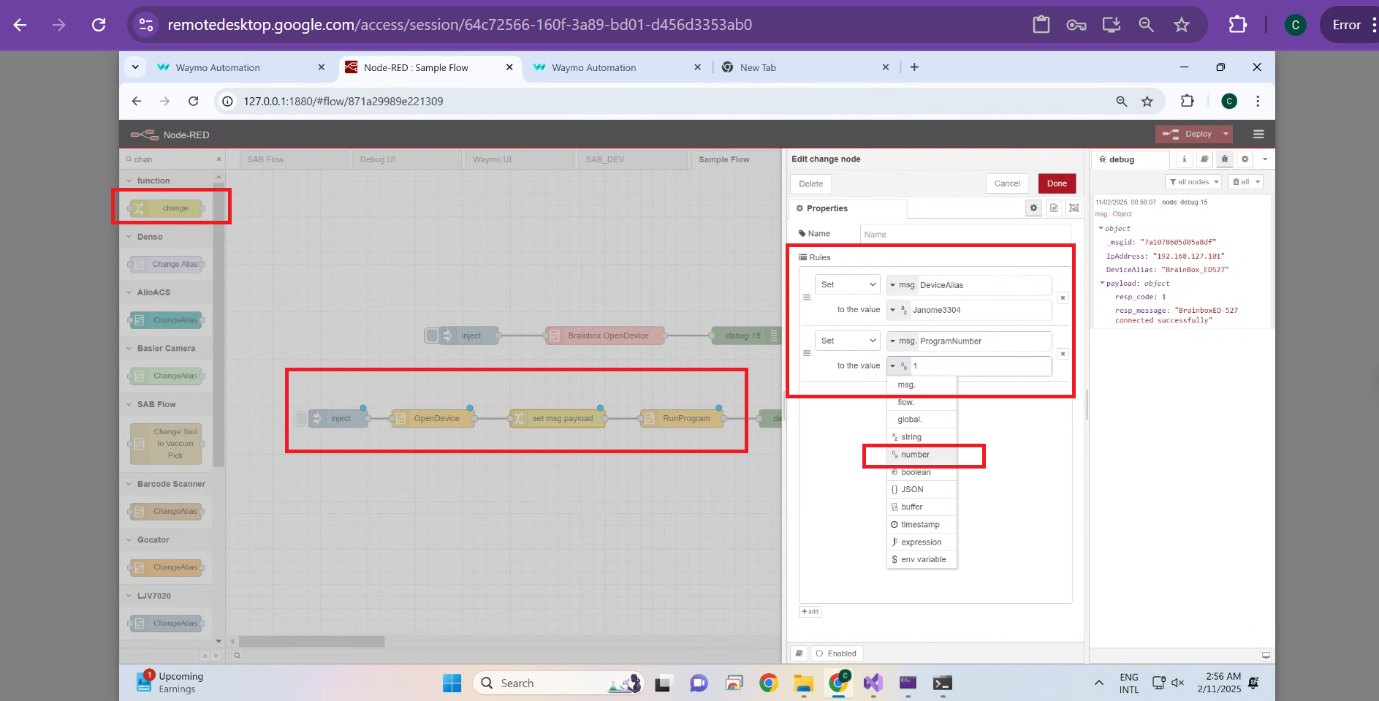 remotedesktop.google.com/access/session/64c72566-160f-3a89-bd01-d456d3353ab0
C
Error
Waymo Automation
Node-RED : Sample Flow
Waymo Automation
New Tab
127.0.0.1:1880/#flow/871a29989e221309
C
Node-RED
Deploy
chan
SAB Flow
Debug UI
Waymo UI
SAB_DEV
Sample Flow
function
change
Denso
Change Alias
AlioACS
ChangeAlias
Basler Camera
ChangeAlias
SAB Flow
Change Tool
to Vaccum
Pick
Barcode Scanner
ChangeAlias
Gocator
ChangeAlias
LJV7020
ChangeAlias
inject
Brainbox OpenDevice
debug 15
inject
OpenDevice
set msg.payload
RunProgram
de
Edit change node
Delete
Cancel
Done
Properties
Name
Name
Rules
Set
msg. DeviceAlias
to the value
Janome3304
Set
msg. ProgramNumber
to the value
1
msg.
flow.
global.
string
number
boolean
JSON
buffer
timestamp
expression
env variable
add
Enabled
debug
all nodes
all
11/02/2025, 00:50:07 node: debug 15
msg : Object
object
_msgid: "7a1078605d05a8df"
IpAddress: "192.168.127.101"
DeviceAlias: "BrainBox_ED527"
payload: object
resp_code: 1
resp_message: "BrainboxED-527
connected successfully"
1
Upcoming
Earnings
Search
C
ENG
INTL
2:56 AM
2/11/2025